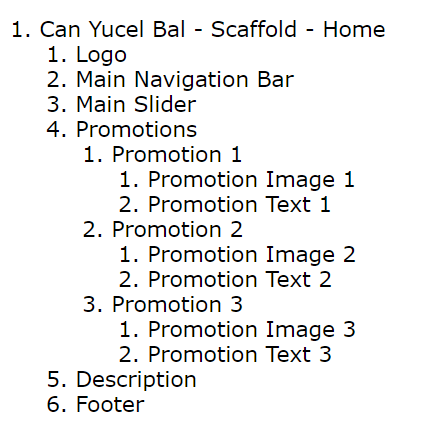 1. Can Yucel Bal - Scaffold - Home
1. Logo
2. Main Navigation Bar
3. Main Slider
4. Promotions
1. Promotion 1
1. Promotion Image 1
2. Promotion Text 1
2. Promotion 2
1. Promotion Image 2
2. Promotion Text 2
3. Promotion 3
1. Promotion Image 3
2. Promotion Text 3
5. Description
6. Footer